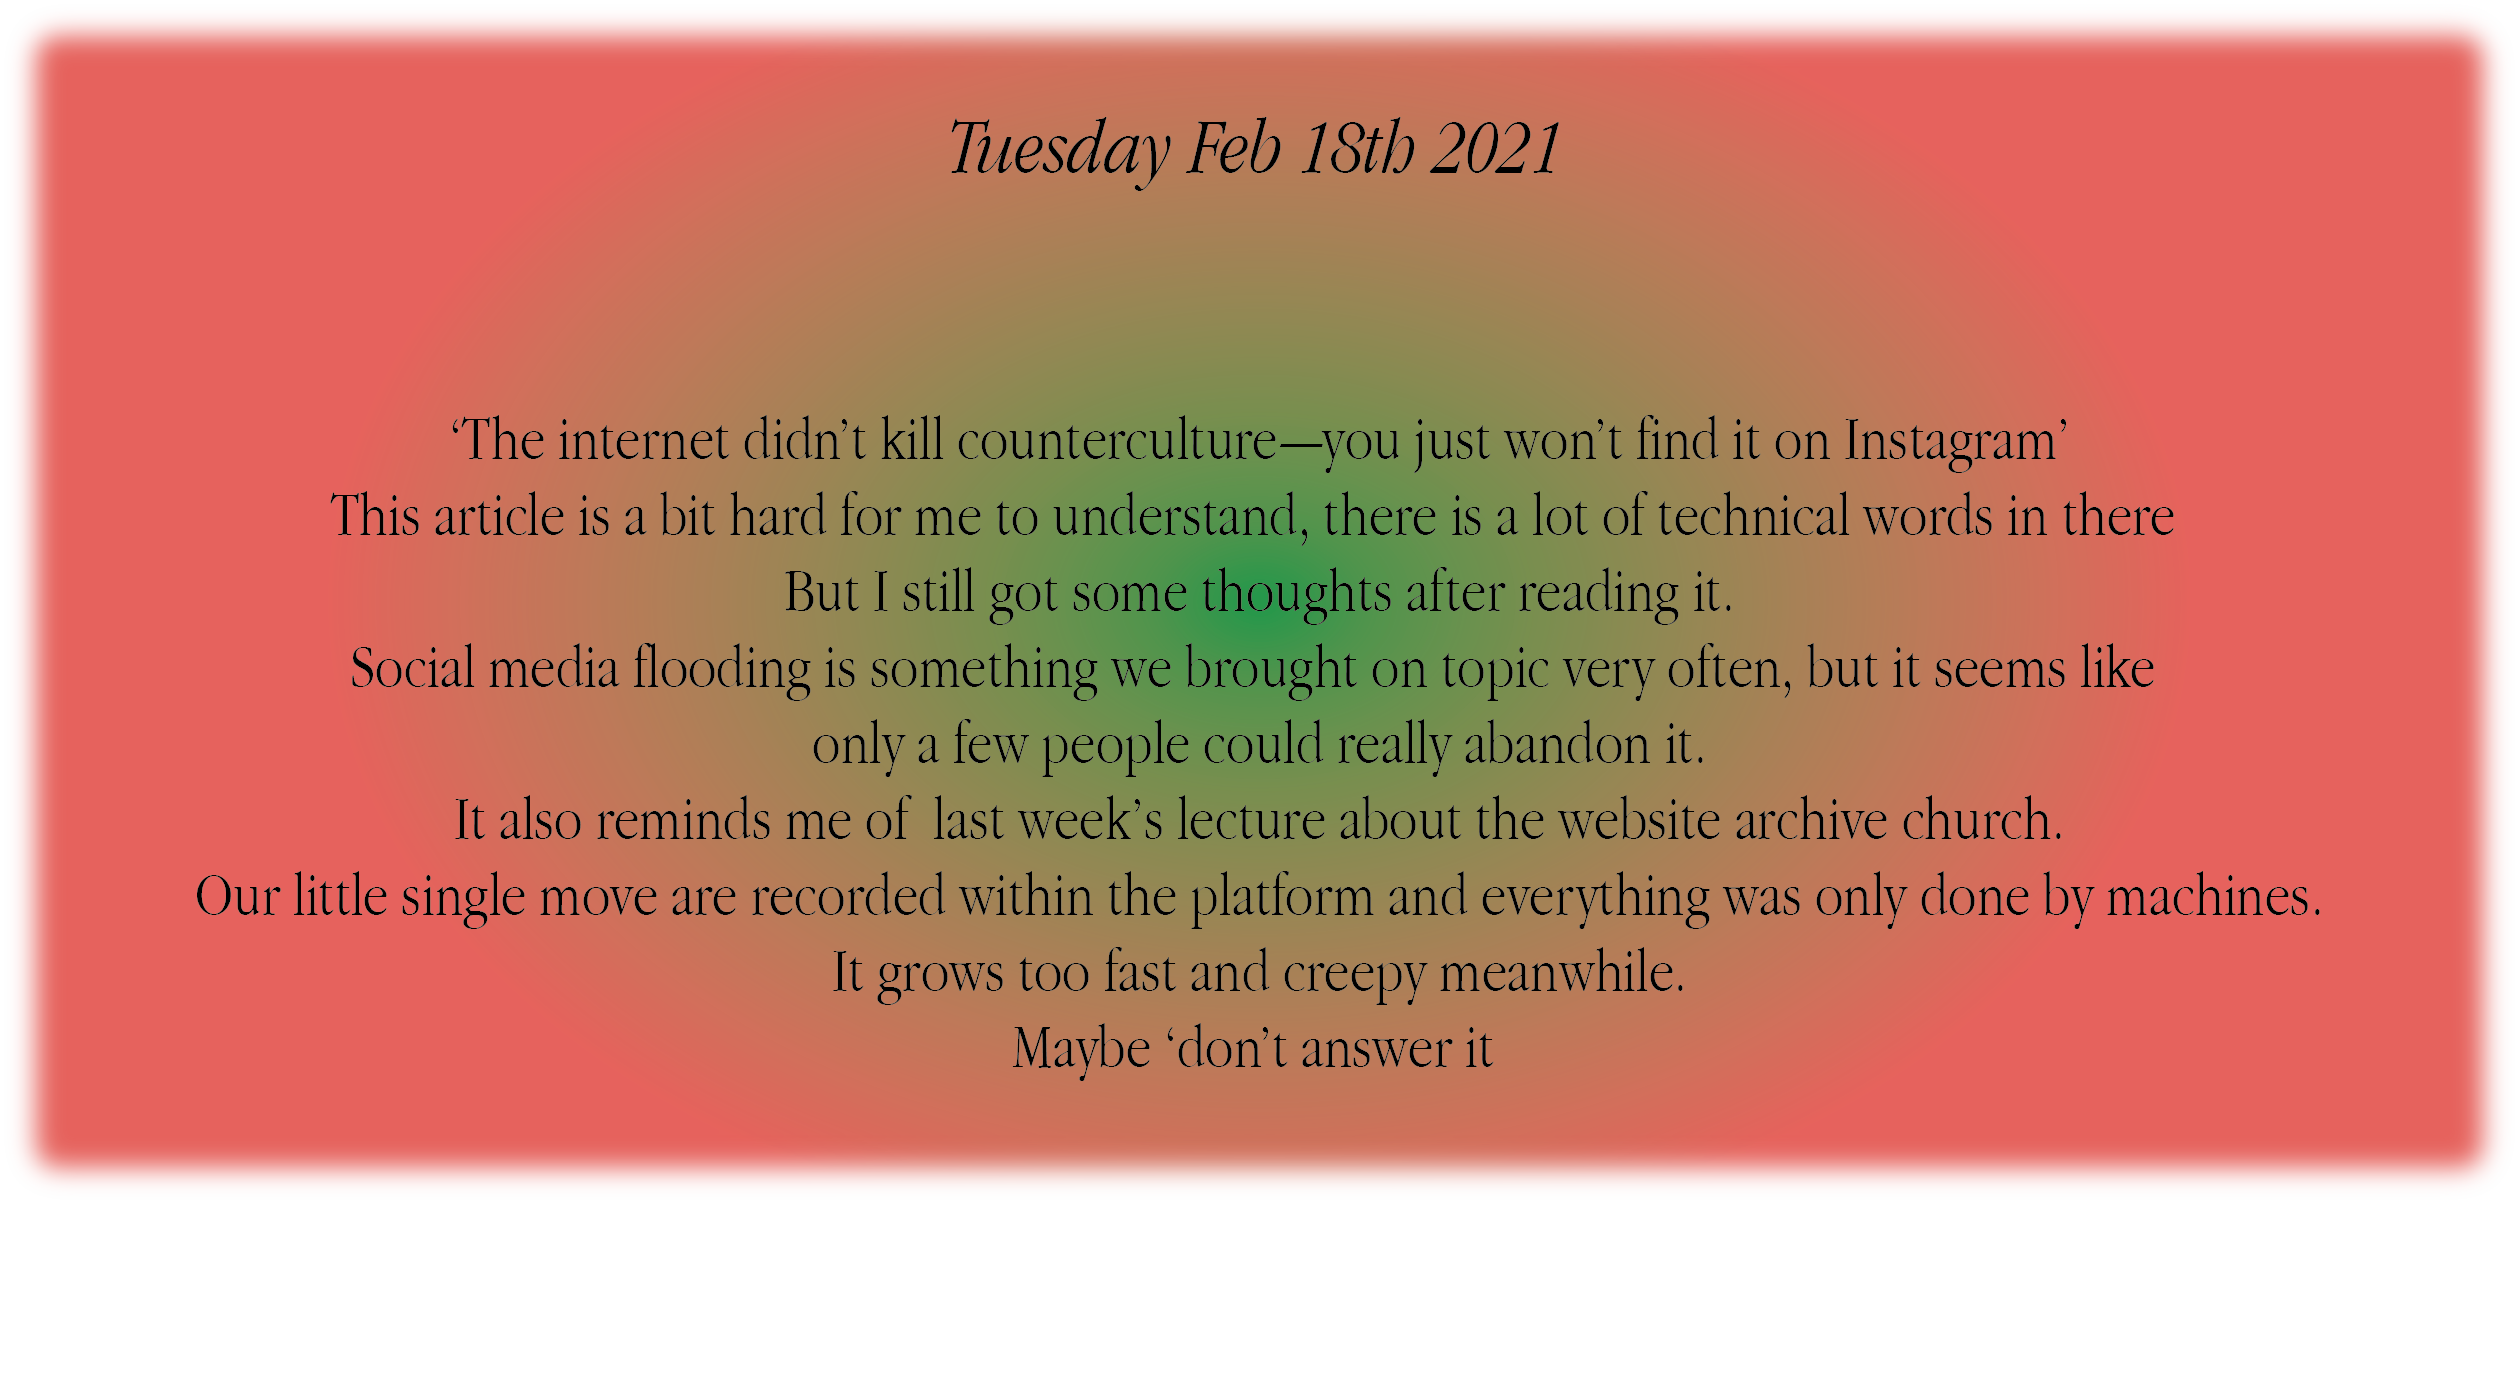 Tuesday Feb 18th 2021
‘The internet didn’t kill counterculture—you just won’t find it on Instagram’
This article is a bit hard for me to understand, there is a lot of technical words in there
But I still got some thoughts after reading it.
Social media flooding is something we brought on topic very often, but it seems like
only a few people could really abandon it.
It also reminds me of  last week’s lecture about the website archive church.
Our little single move are recorded within the platform and everything was only done by machines.
It grows too fast and creepy meanwhile.
Maybe ‘don’t answer it